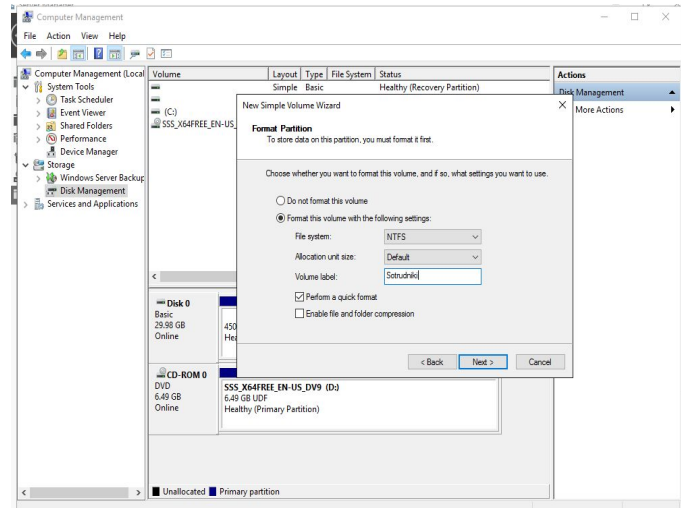 Computer Management
File Action View Help
Computer Management (Local
System Tools
Task Scheduler
Event Viewer
Shared Folders
Performance
Device Manager
Storage
Windows Server Backup
Disk Management
Services and Applications
Volume Layout Type File System Status
Simple Basic Healthy (Recovery Partition)
(C:)
SSS_X64FREE_EN-US_
Actions
Disk Management
More Actions
New Simple Volume Wizard
Format Partition
To store data on this partition, you must format it first.
Choose whether you want to format this volume, and if so, what settings you want to use.
Do not format this volume
Format this volume with the following settings:
File system: NTFS
Allocation unit size: Default
Volume label: Sotrudniki
Perform a quick format
Enable file and folder compression
< Back Next > Cancel
Disk 0
Basic
29.98 GB
Online
450
Hea
CD-ROM 0
DVD
6.49 GB
Online
SSS_X64FREE_EN-US_DV9 (D:)
6.49 GB UDF
Healthy (Primary Partition)
Unallocated Primary partition